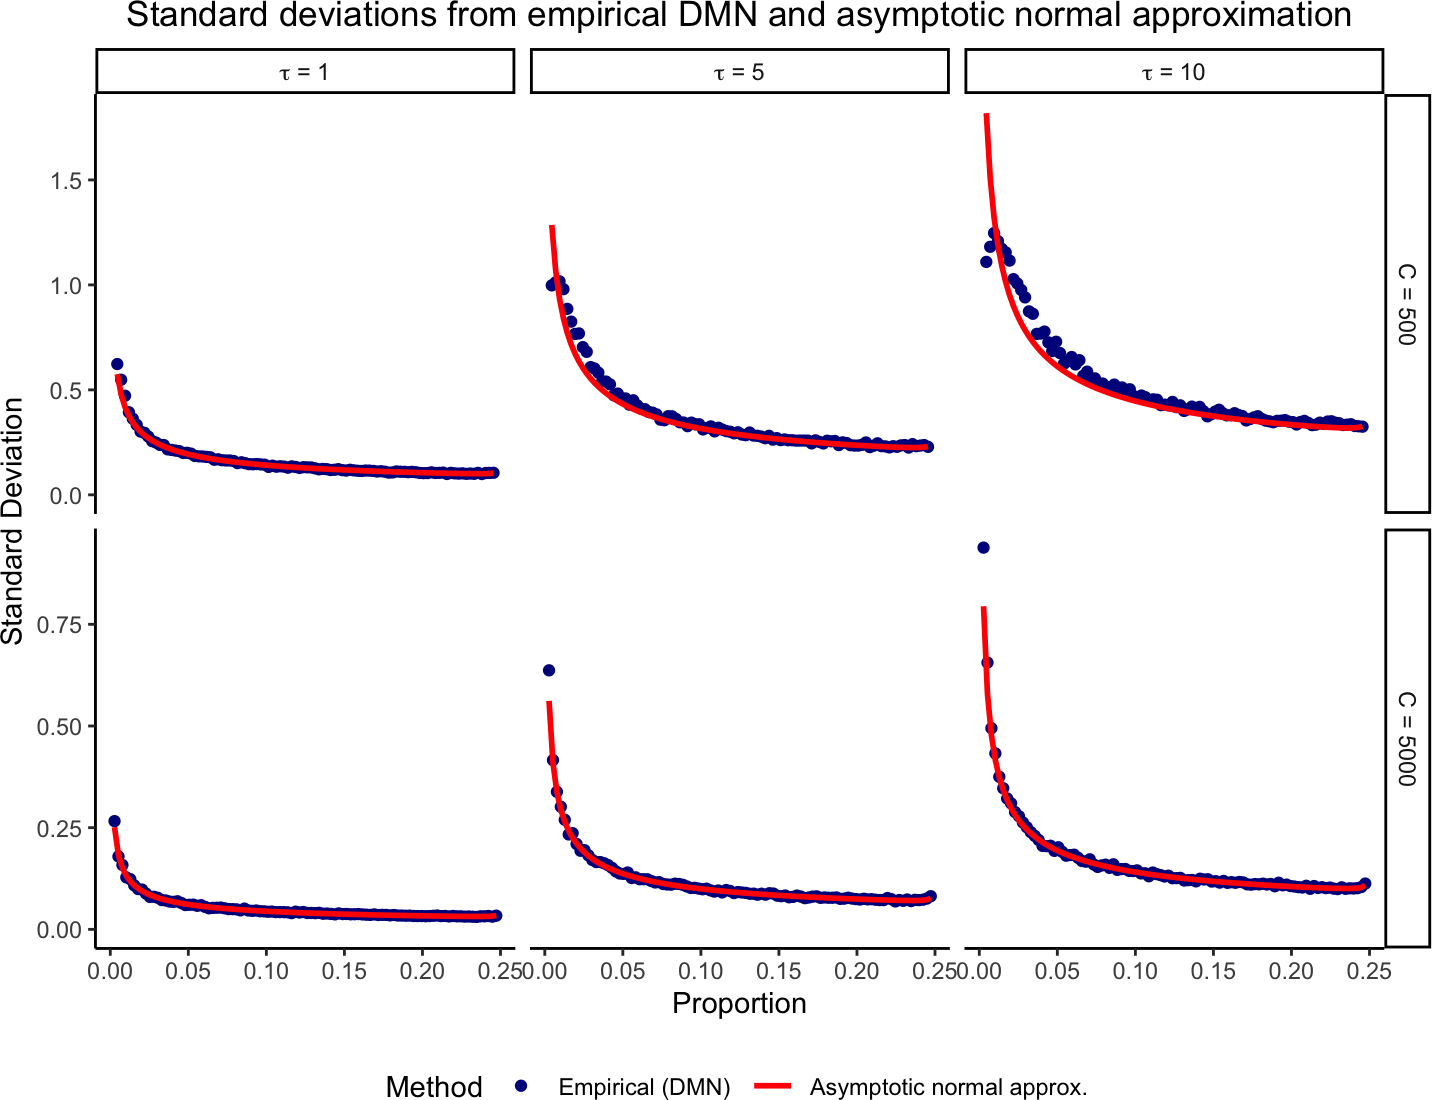 Standard deviations from empirical DMN and asymptotic normal approximation
τ = 1
τ = 5
τ = 10
C = 500
C = 5000
Standard Deviation
1.5
1.0
0.5
0.0
0.75
0.50
0.25
0.00
0.00 0.05 0.10 0.15 0.20 0.25
0.00 0.05 0.10 0.15 0.20 0.25
0.00 0.05 0.10 0.15 0.20 0.25
Proportion
Method Empirical (DMN) Asymptotic normal approx.